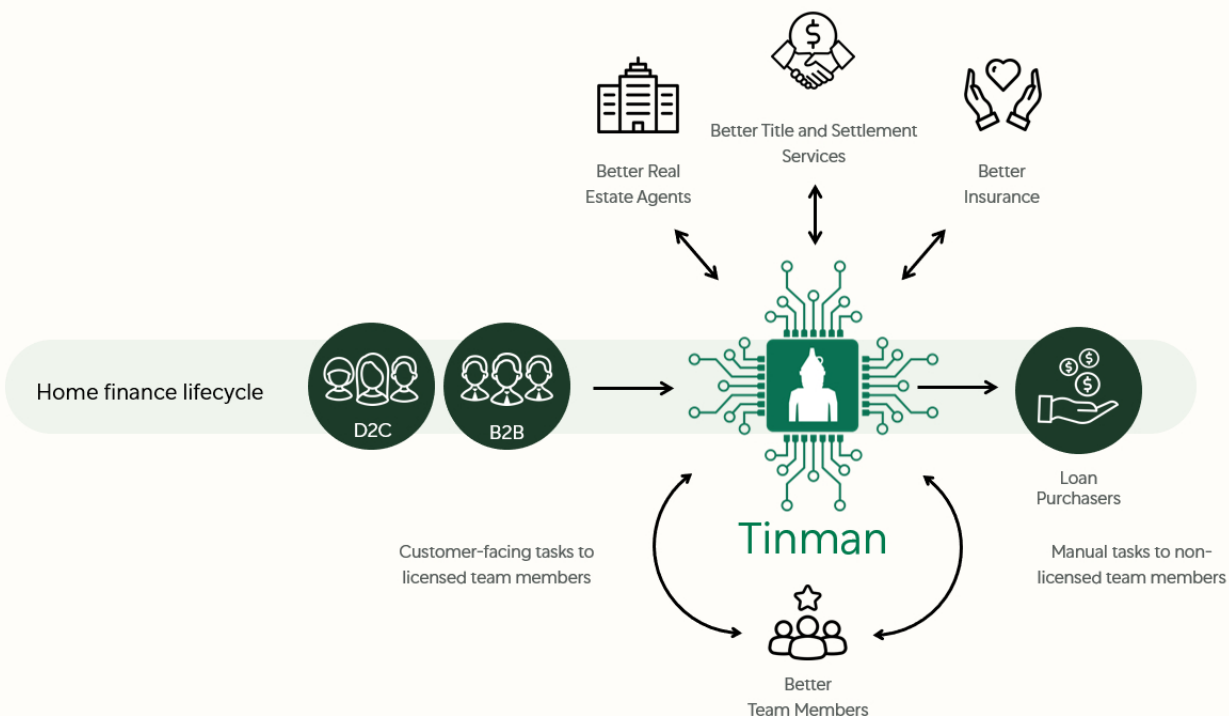 Better Real
Estate Agents
Better Title and Settlement
Services
Better
Insurance
Home finance lifecycle
D2C
B2B
Loan
Purchasers
Tinman
Customer-facing tasks to
licensed team members
Manual tasks to non-
licensed team members
Better
Team Members